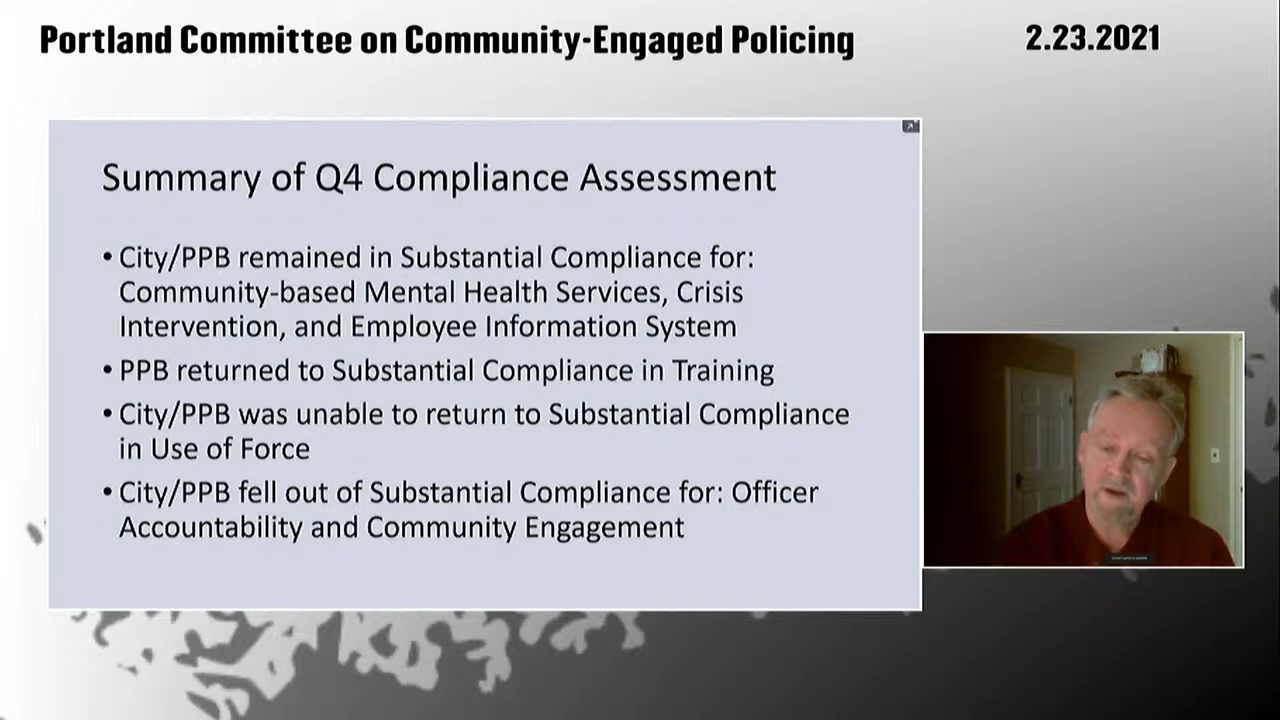 Portland Committee on Community-Engaged Policing
2.23.2021
Summary of Q4 Compliance Assessment
• City/PPB remained in Substantial Compliance for:
Community-based Mental Health Services, Crisis
Intervention, and Employee Information System
• PPB returned to Substantial Compliance in Training
• City/PPB was unable to return to Substantial Compliance
in Use of Force
• City/PPB fell out of Substantial Compliance for: Officer
Accountability and Community Engagement